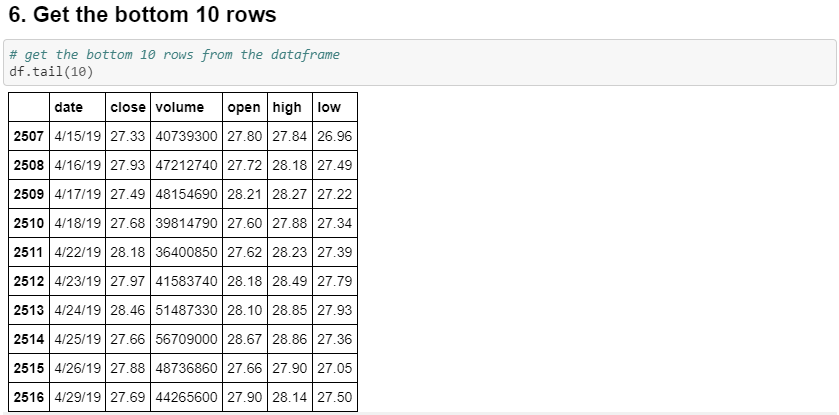 6. Get the bottom 10 rows
# get the bottom 10 rows from the dataframe
df.tail(10)
date close volume open high low
2507 4/15/19 27.33 40739300 27.80 27.84 26.96
2508 4/16/19 27.93 47212740 27.72 28.18 27.49
2509 4/17/19 27.49 48154690 28.21 28.27 27.22
2510 4/18/19 27.68 39814790 27.60 27.88 27.34
2511 4/22/19 28.18 36400850 27.62 28.23 27.39
2512 4/23/19 27.97 41583740 28.18 28.49 27.79
2513 4/24/19 28.46 51487330 28.10 28.85 27.93
2514 4/25/19 27.66 56709000 28.67 28.86 27.36
2515 4/26/19 27.88 48736860 27.66 27.90 27.05
2516 4/29/19 27.69 44265600 27.90 28.14 27.50